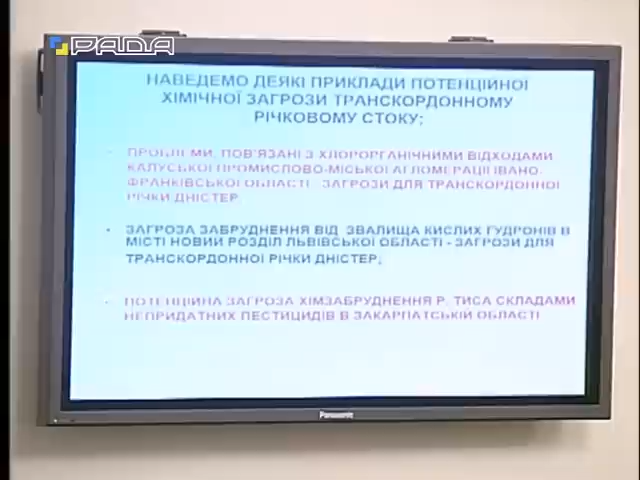 РАДА
НАВЕДЕМО ДЕЯКІ ПРИКЛАДИ ПОТЕНЦІЙНОЇ
ХІМІЧНОЇ ЗАГРОЗИ ТРАНСКОРДОННОМУ
РІЧКОВОМУ СТОКУ:
- ПРОБЛЕМИ, ПОВ'ЯЗАНІ З ХЛОРОРГАНІЧНИМИ ВІДХОДАМИ
КАЛУСЬКОЇ ПРОМИСЛОВО-МІСЬКОЇ АГЛОМЕРАЦІЇ ІВАНО-
ФРАНКІВСЬКОЇ ОБЛАСТІ - ЗАГРОЗИ ДЛЯ ТРАНСКОРДОННОЇ
РІЧКИ ДНІСТЕР;
• ЗАГРОЗА ЗАБРУДНЕННЯ ВІД ЗВАЛИЩА КИСЛИХ ГУДРОНІВ В
МІСТІ НОВИЙ РОЗДІЛ ЛЬВІВСЬКОЇ ОБЛАСТІ - ЗАГРОЗИ ДЛЯ
ТРАНСКОРДОННОЇ РІЧКИ ДНІСТЕР;
- ПОТЕНЦІЙНА ЗАГРОЗА ХІМЗАБРУДНЕННЯ Р. ТИСА СКЛАДАМИ
НЕПРИДАТНИХ ПЕСТИЦИДІВ В ЗАКАРПАТСЬКІЙ ОБЛАСТІ
Panasonic